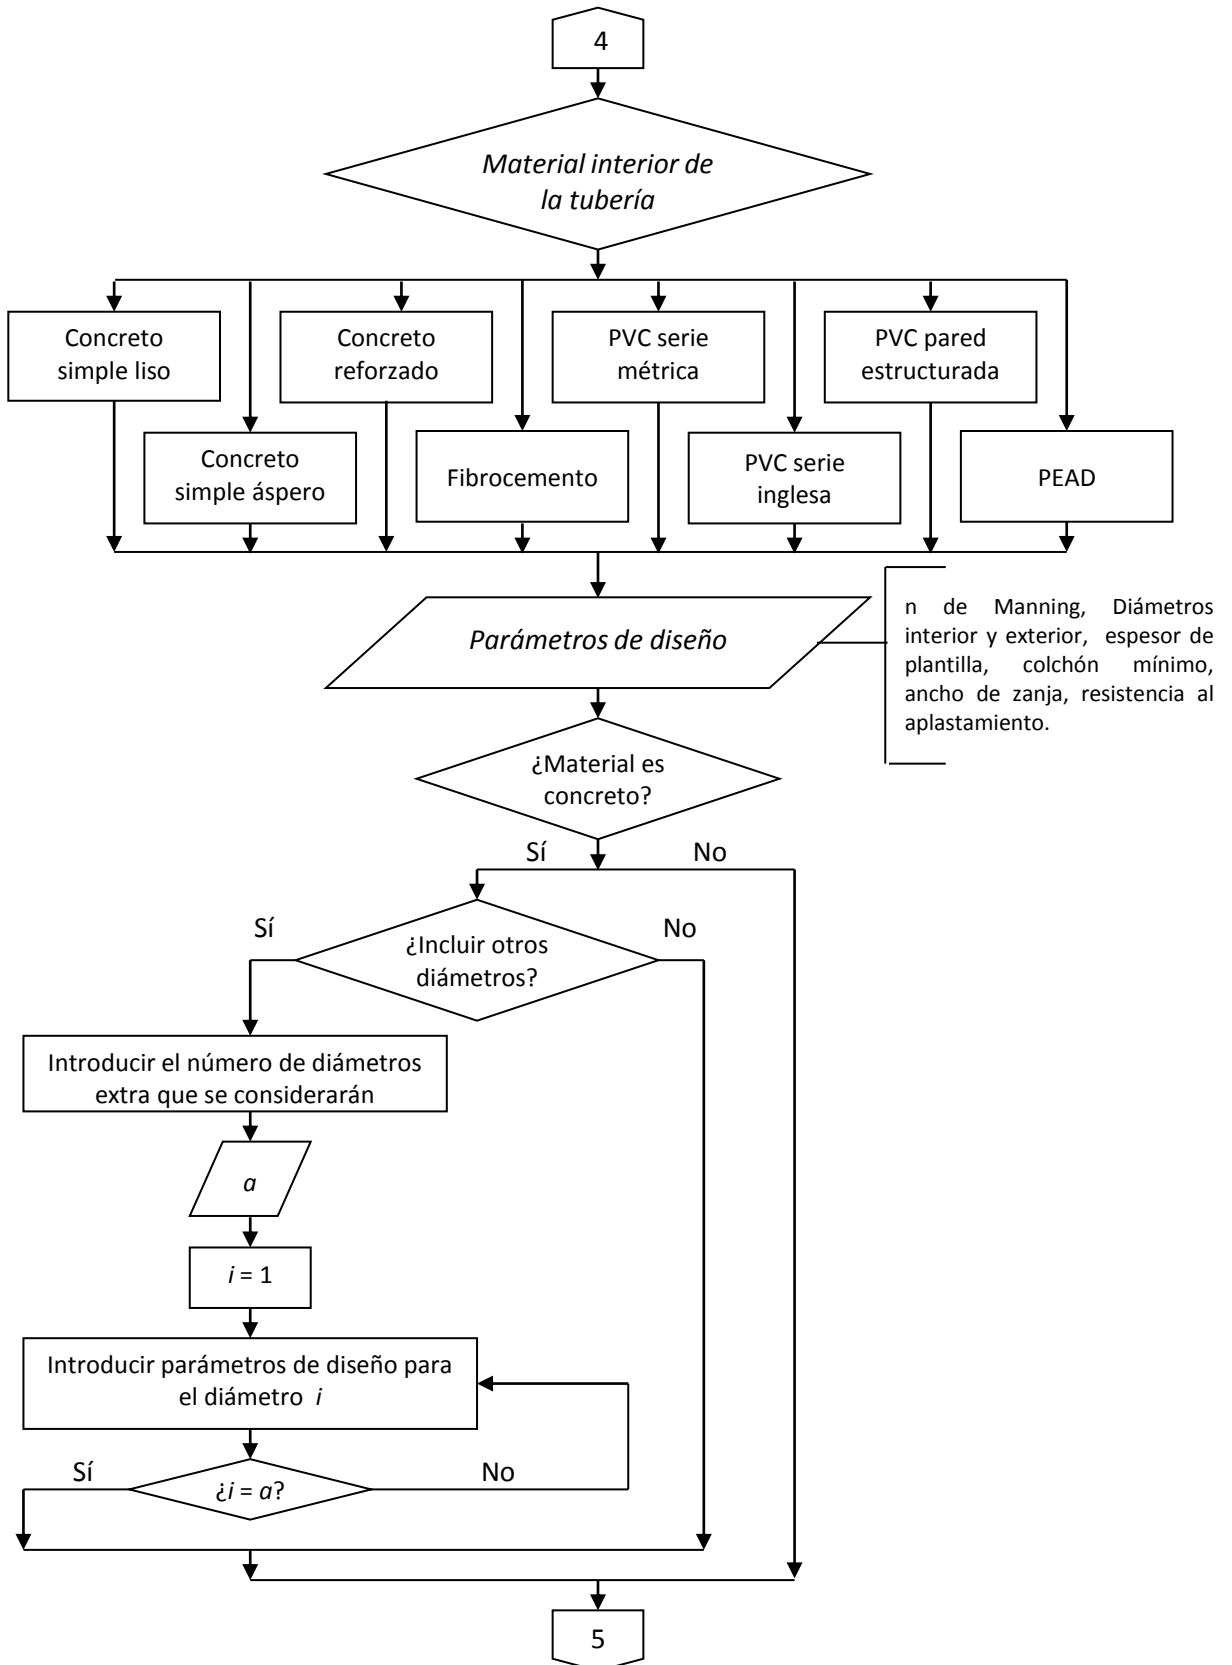 4
Material interior de
la tubería
Concreto
simple liso
Concreto
reforzado
PVC serie
métrica
PVC pared
estructurada
Concreto
simple áspero
Fibrocemento
PVC serie
inglesa
PEAD
Parámetros de diseño
n de Manning, Diámetros
interior y exterior, espesor de
plantilla, colchón mínimo,
ancho de zanja, resistencia al
aplastamiento.
¿Material es
concreto?
Sí
No
Sí
¿Incluir otros
diámetros?
No
Introducir el número de diámetros
extra que se considerarán
a
i = 1
Introducir parámetros de diseño para
el diámetro i
Sí
¿i = a?
No
5